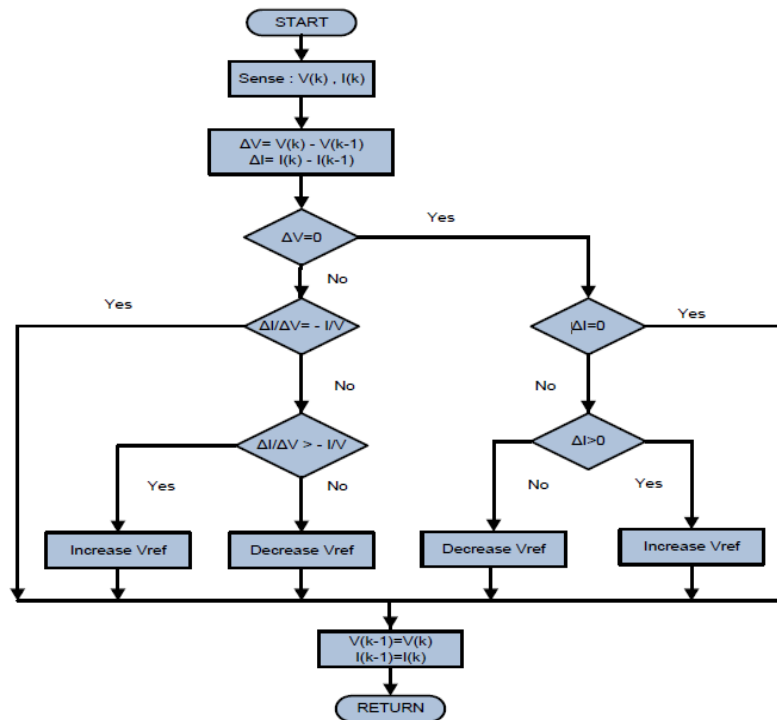 START
Sense : V(k) , I(k)
ΔV= V(k) - V(k-1)
ΔI= I(k) - I(k-1)
Yes
ΔV=0
No
Yes
ΔI/ΔV= - I/V
ΔI=0
Yes
No
No
ΔI/ΔV > - I/V
ΔI>0
Yes
No
No
Yes
Increase Vref
Decrease Vref
Decrease Vref
Increase Vref
V(k-1)=V(k)
I(k-1)=I(k)
RETURN